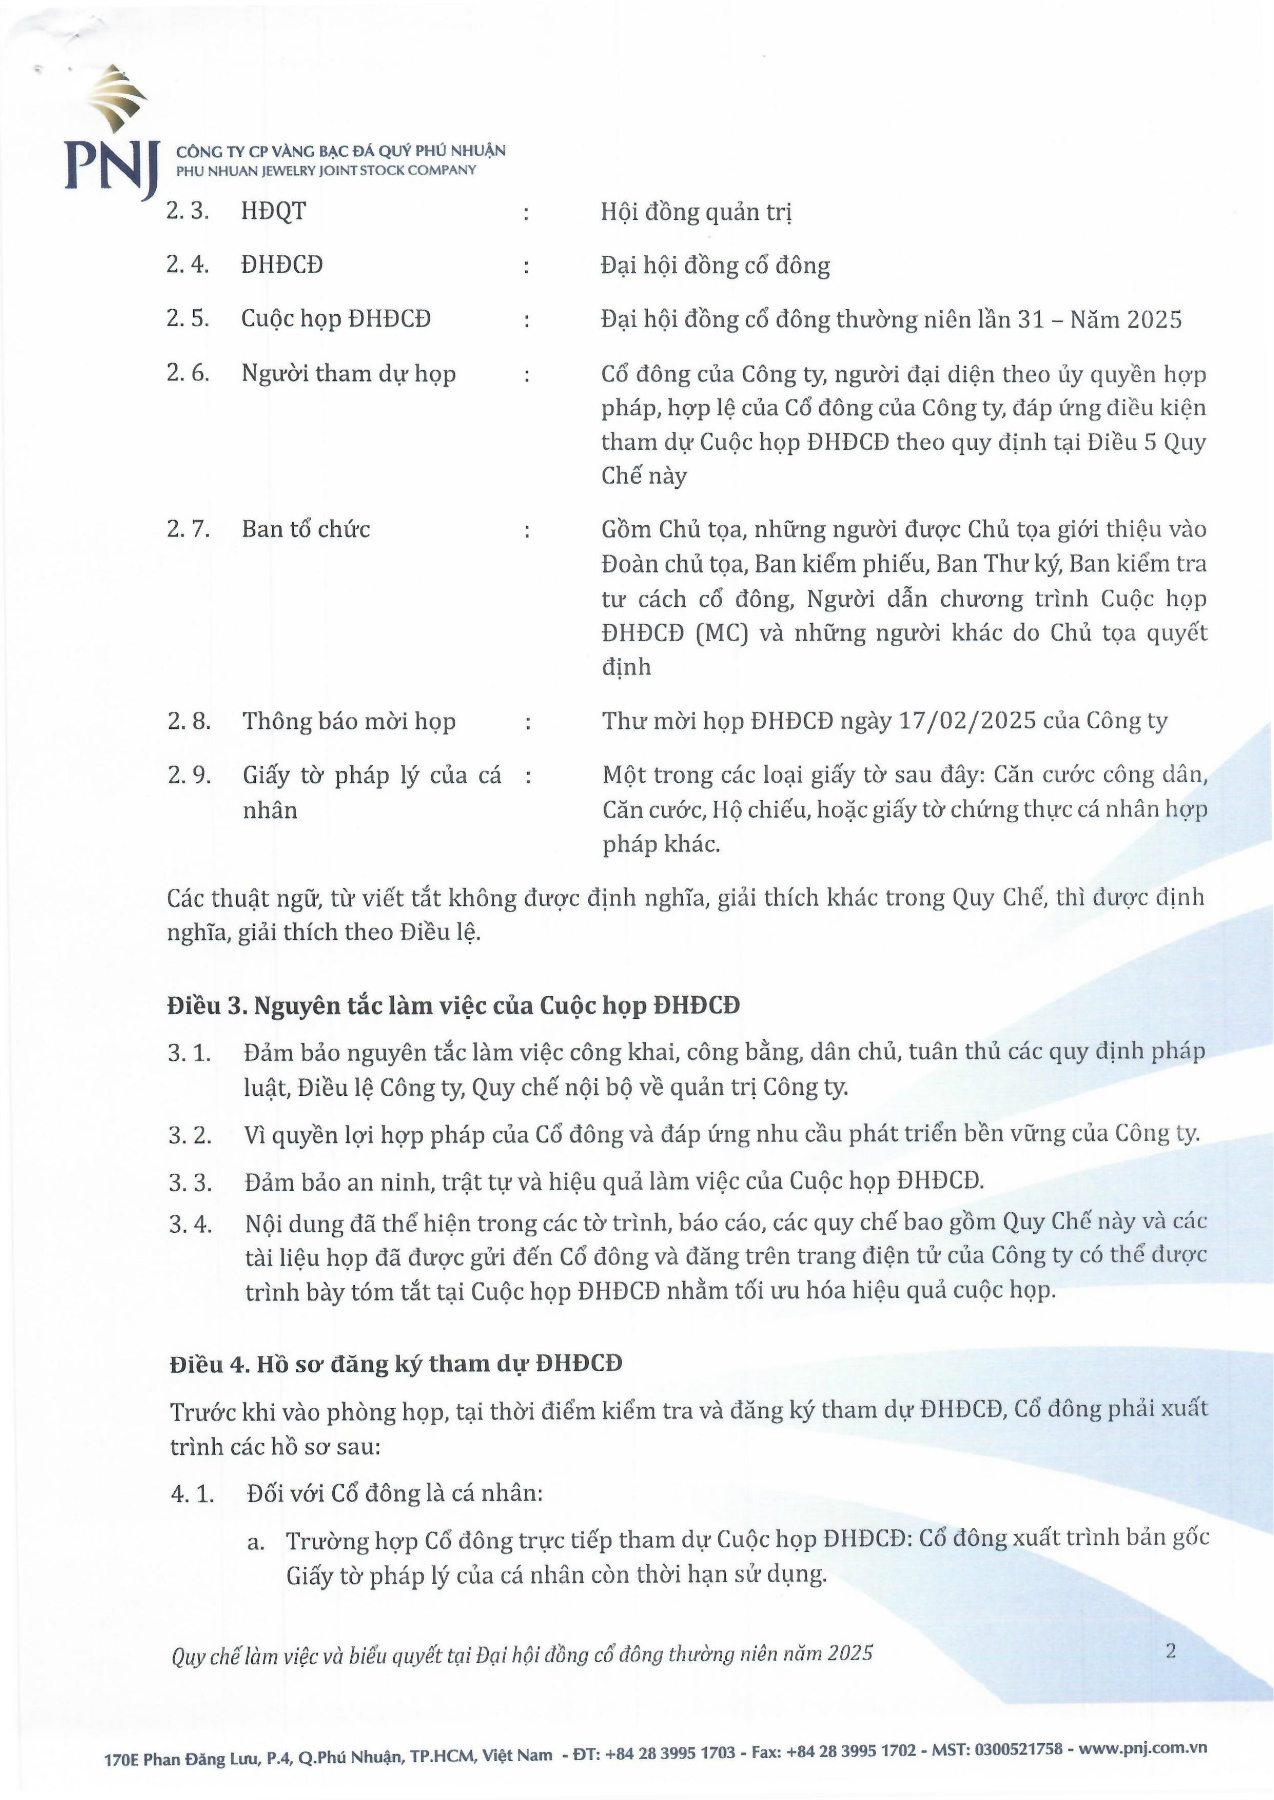 PNJ
CÔNG TY CP VÀNG BẠC ĐÁ QUÝ PHÚ NHUẬN
PHU NHUAN JEWELRY JOINT STOCK COMPANY
2. 3. HĐQT : Hội đồng quản trị
2. 4. ĐHĐCĐ : Đại hội đồng cổ đông
2. 5. Cuộc họp ĐHĐCĐ : Đại hội đồng cổ đông thường niên lần 31 – Năm 2025
2. 6. Người tham dự họp : Cổ đông của Công ty, người đại diện theo ủy quyền hợp
pháp, hợp lệ của Cổ đông của Công ty, đáp ứng điều kiện
tham dự Cuộc họp ĐHĐCĐ theo quy định tại Điều 5 Quy
Chế này
2. 7. Ban tổ chức : Gồm Chủ tọa, những người được Chủ tọa giới thiệu vào
Đoàn chủ tọa, Ban kiểm phiếu, Ban Thư ký, Ban kiểm tra
tư cách cổ đông, Người dẫn chương trình Cuộc họp
ĐHĐCĐ (MC) và những người khác do Chủ tọa quyết
định
2. 8. Thông báo mời họp : Thư mời họp ĐHĐCĐ ngày 17/02/2025 của Công ty
2. 9. Giấy tờ pháp lý của cá : Một trong các loại giấy tờ sau đây: Căn cước công dân,
nhân Căn cước, Hộ chiếu, hoặc giấy tờ chứng thực cá nhân hợp
pháp khác.
Các thuật ngữ, từ viết tắt không được định nghĩa, giải thích khác trong Quy Chế, thì được định
nghĩa, giải thích theo Điều lệ.
Điều 3. Nguyên tắc làm việc của Cuộc họp ĐHĐCĐ
3. 1. Đảm bảo nguyên tắc làm việc công khai, công bằng, dân chủ, tuân thủ các quy định pháp
luật, Điều lệ Công ty, Quy chế nội bộ về quản trị Công ty.
3. 2. Vì quyền lợi hợp pháp của Cổ đông và đáp ứng nhu cầu phát triển bền vững của Công ty.
3. 3. Đảm bảo an ninh, trật tự và hiệu quả làm việc của Cuộc họp ĐHĐCĐ.
3. 4. Nội dung đã thể hiện trong các tờ trình, báo cáo, các quy chế bao gồm Quy Chế này và các
tài liệu họp đã được gửi đến Cổ đông và đăng trên trang điện tử của Công ty có thể được
trình bày tóm tắt tại Cuộc họp ĐHĐCĐ nhằm tối ưu hóa hiệu quả cuộc họp.
Điều 4. Hồ sơ đăng ký tham dự ĐHĐCĐ
Trước khi vào phòng họp, tại thời điểm kiểm tra và đăng ký tham dự ĐHĐCĐ, Cổ đông phải xuất
trình các hồ sơ sau:
4. 1. Đối với Cổ đông là cá nhân:
a. Trường hợp Cổ đông trực tiếp tham dự Cuộc họp ĐHĐCĐ: Cổ đông xuất trình bản gốc
Giấy tờ pháp lý của cá nhân còn thời hạn sử dụng.
Quy chế làm việc và biểu quyết tại Đại hội đồng cổ đông thường niên năm 2025 2
170E Phan Đăng Lưu, P.4, Q.Phú Nhuận, TP.HCM, Việt Nam - ĐT: +84 28 3995 1703 - Fax: +84 28 3995 1702 - MST: 0300521758 - www.pnj.com.vn